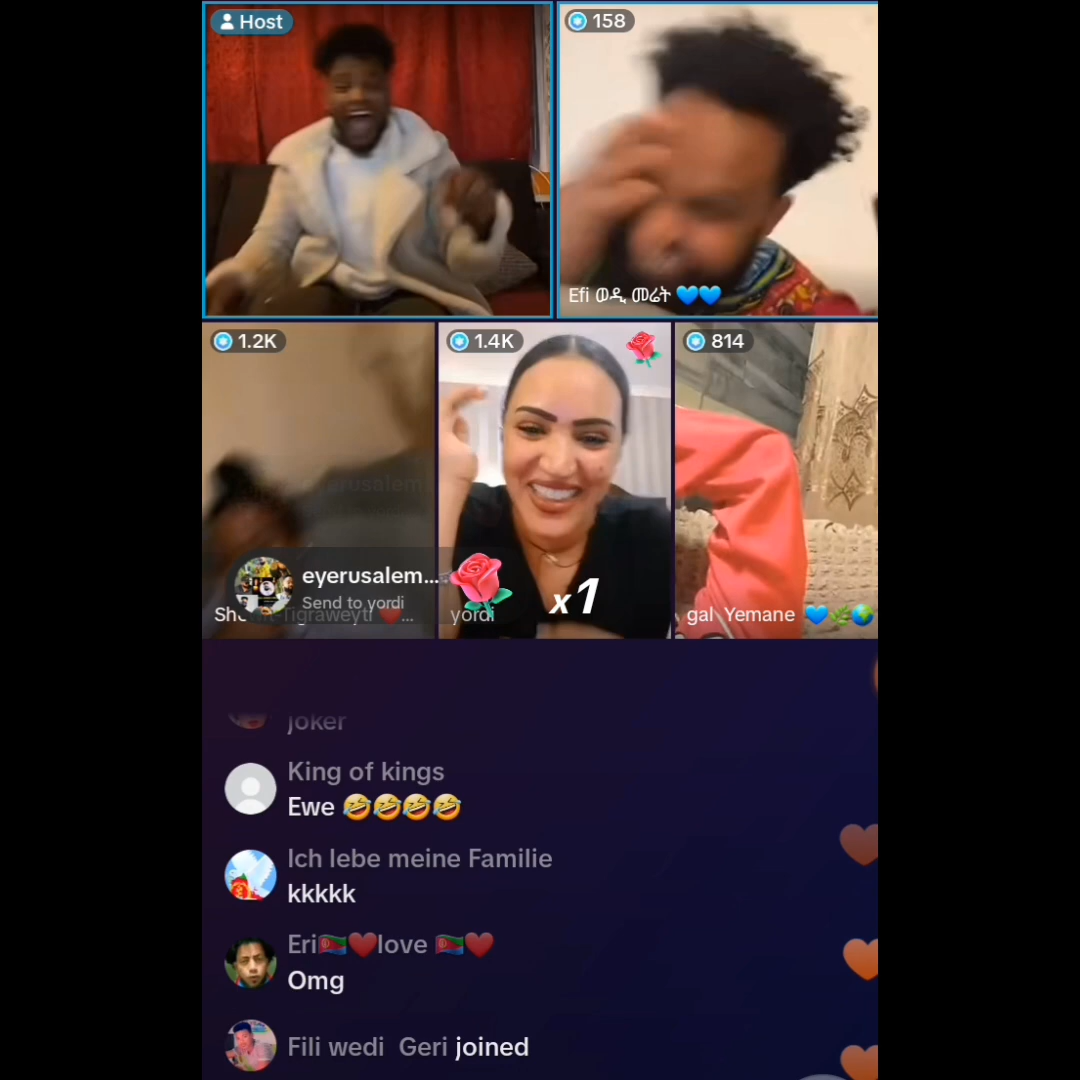 Host
158
Efi ወዲ መሬት 💙💙
1.2K
1.4K
814
eyerusalem...
Send to yordi
yordi
x1
gal Yemane 💙🌿🌍
joker
King of kings
Ewe 🤣🤣🤣🤣
Ich lebe meine Familie
kkkkk
Eri🇪🇷❤️love 🇪🇷❤️
Omg
Fili wedi Geri joined